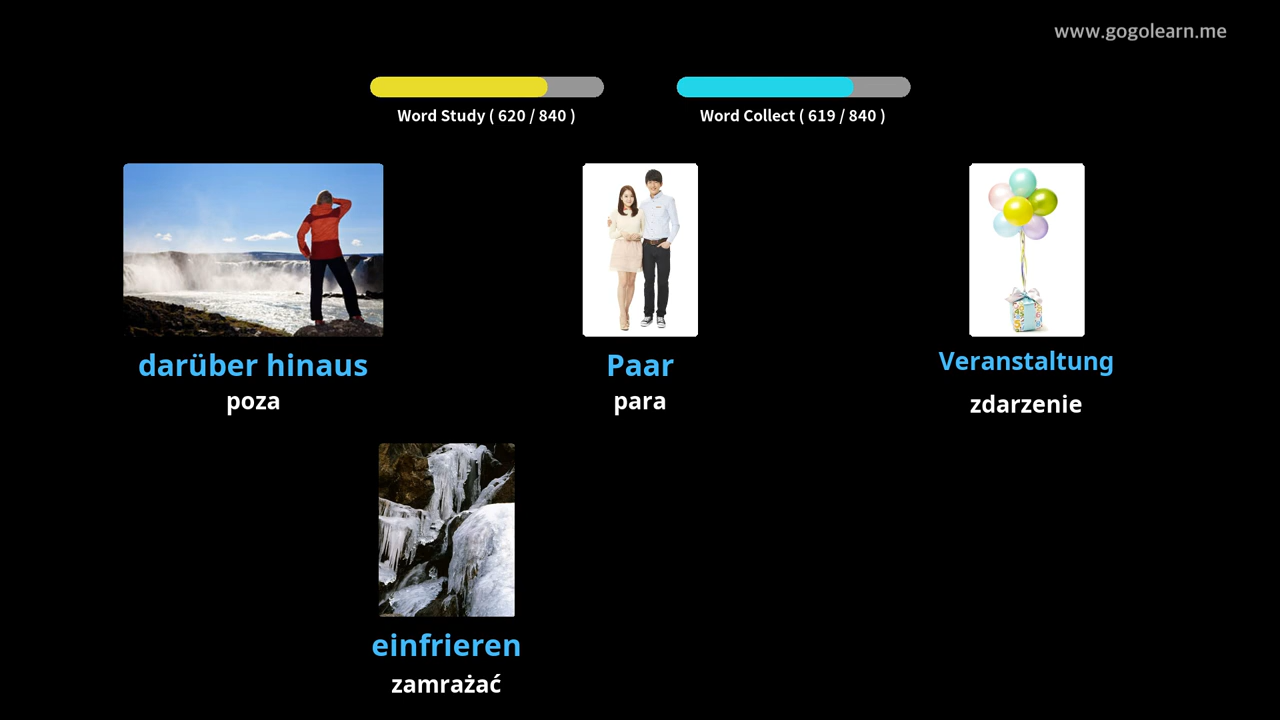 www.gogolearn.me
Word Study ( 620 / 840 )
Word Collect ( 619 / 840 )
darüber hinaus
poza
Paar
para
Veranstaltung
zdarzenie
einfrieren
zamrażać